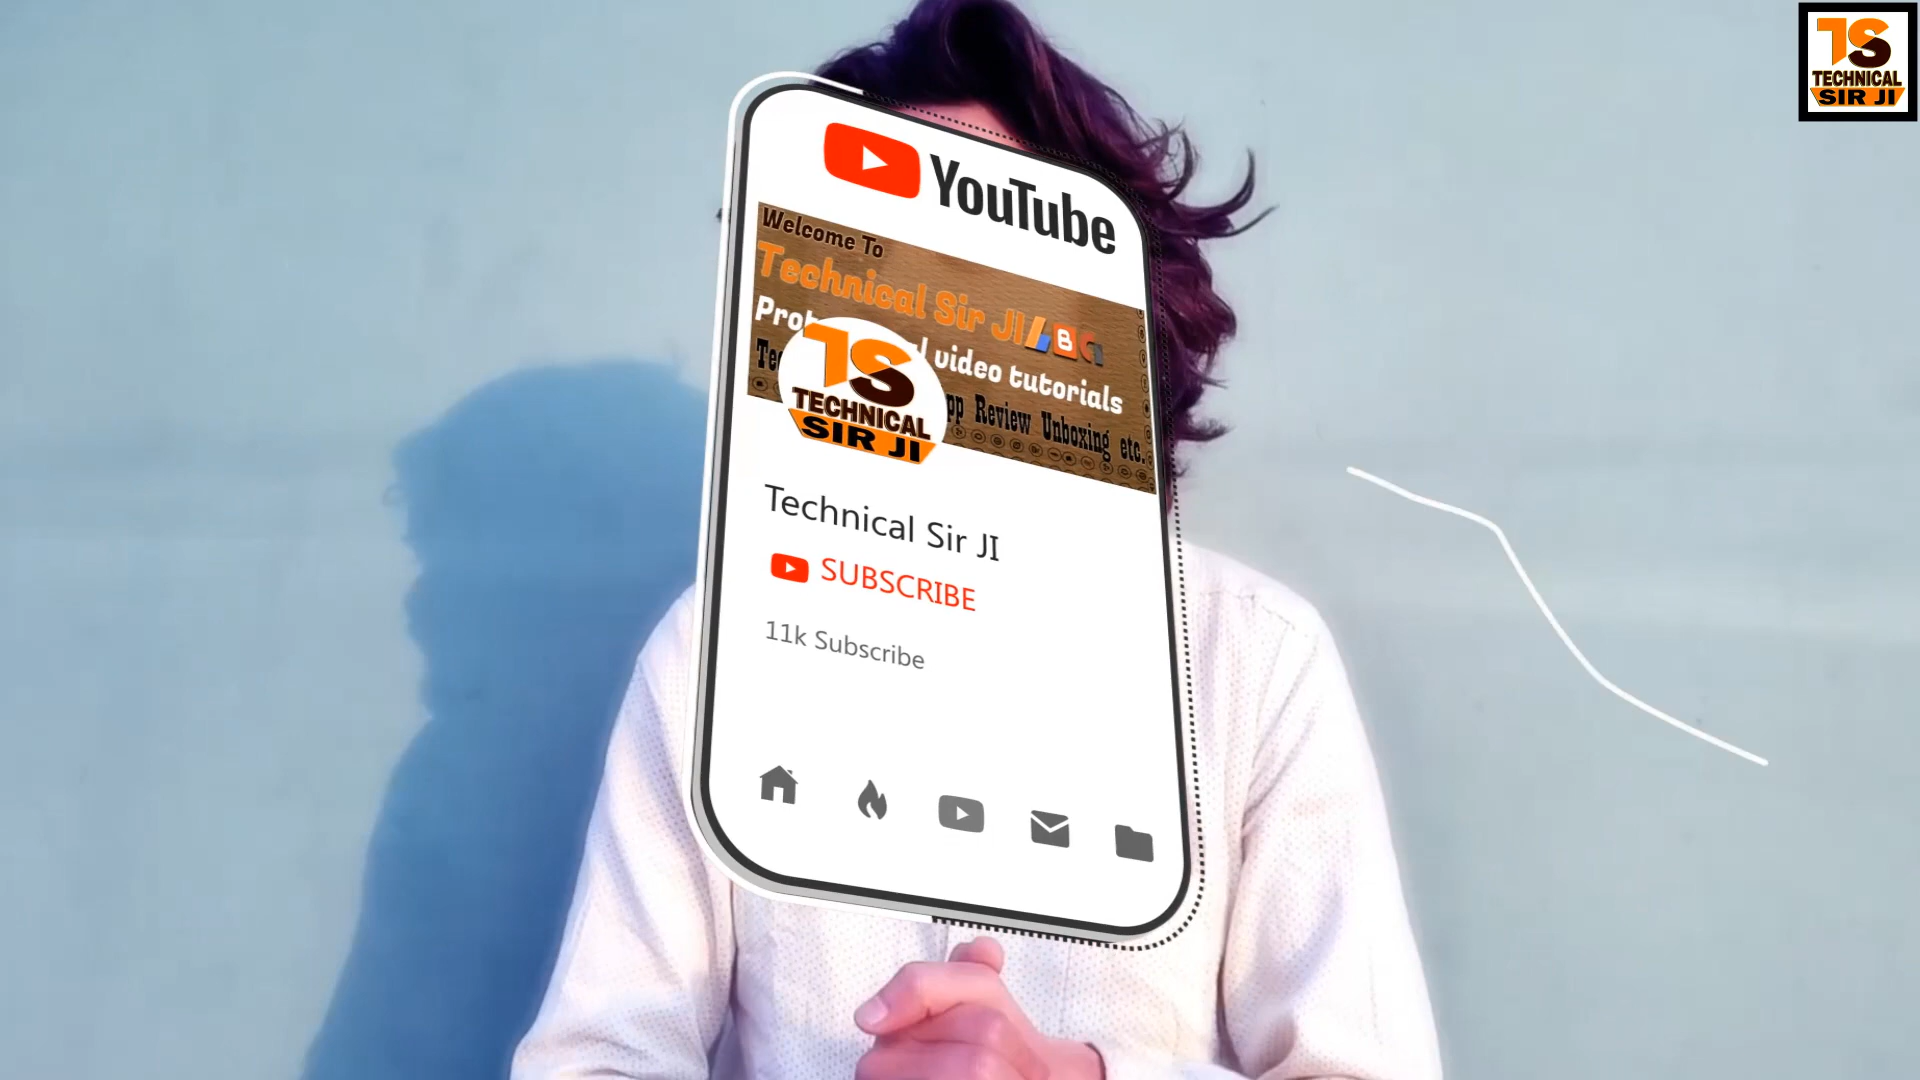 TS
TECHNICAL
SIR JI
YouTube
Welcome To
Technical Sir JI
video tutorials
TS
TECHNICAL
SIR JI
Review Unboxing etc.
Technical Sir JI
SUBSCRIBE
11k Subscribe